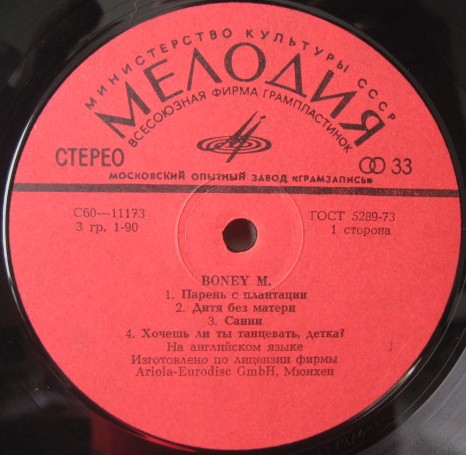 МИНИСТЕРСТВО КУЛЬТУРЫ СССР
МЕЛОДИЯ
ВСЕСОЮЗНАЯ ФИРМА ГРАМПЛАСТИНОК
СТЕРЕО
33
МОСКОВСКИЙ ОПЫТНЫЙ ЗАВОД «ГРАМЗАПИСЬ»
С60—11173
ГОСТ 5289-73
3 гр. 1-90
1 сторона
BONEY M.
1. Парень с плантации
2. Дитя без матери
3. Санни
4. Хочешь ли ты танцевать, детка?
На английском языке
Изготовлено по лицензии фирмы
Ariola-Eurodisc GmbH, Мюнхен